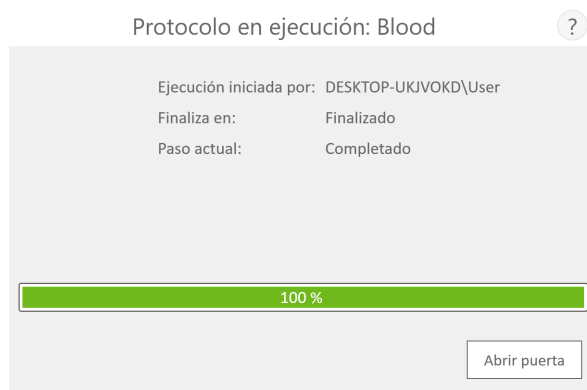 Protocolo en ejecución: Blood
?
Ejecución iniciada por: DESKTOP-UKJVOKD\User
Finaliza en: Finalizado
Paso actual: Completado
100 %
Abrir puerta